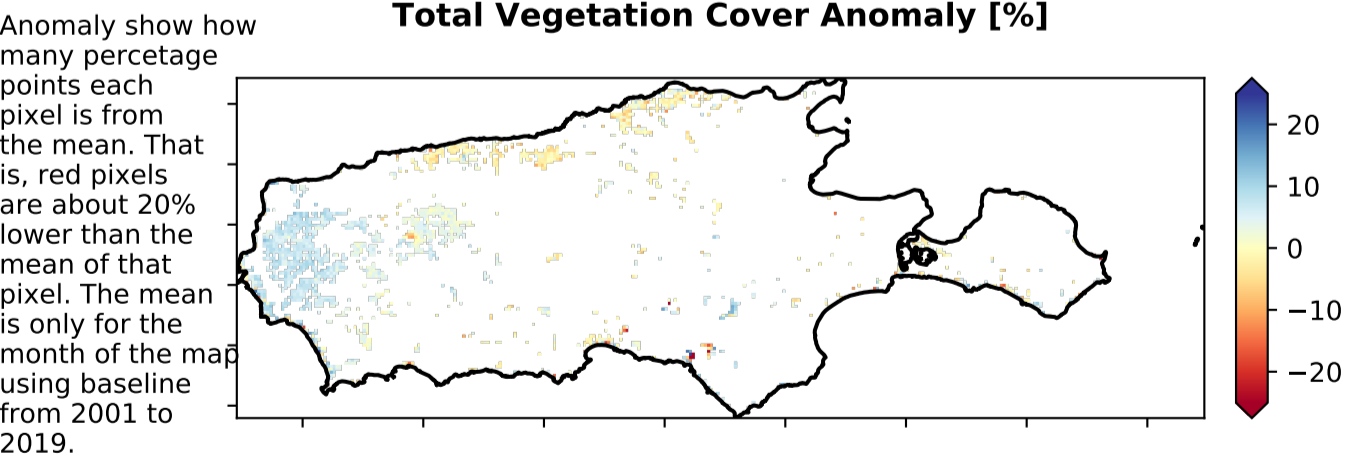 Total Vegetation Cover Anomaly [%]
Anomaly show how
many percetage
points each
pixel is from
the mean. That
is, red pixels
are about 20%
lower than the
mean of that
pixel. The mean
is only for the
month of the map
using baseline
from 2001 to
2019.
20
10
0
−10
−20